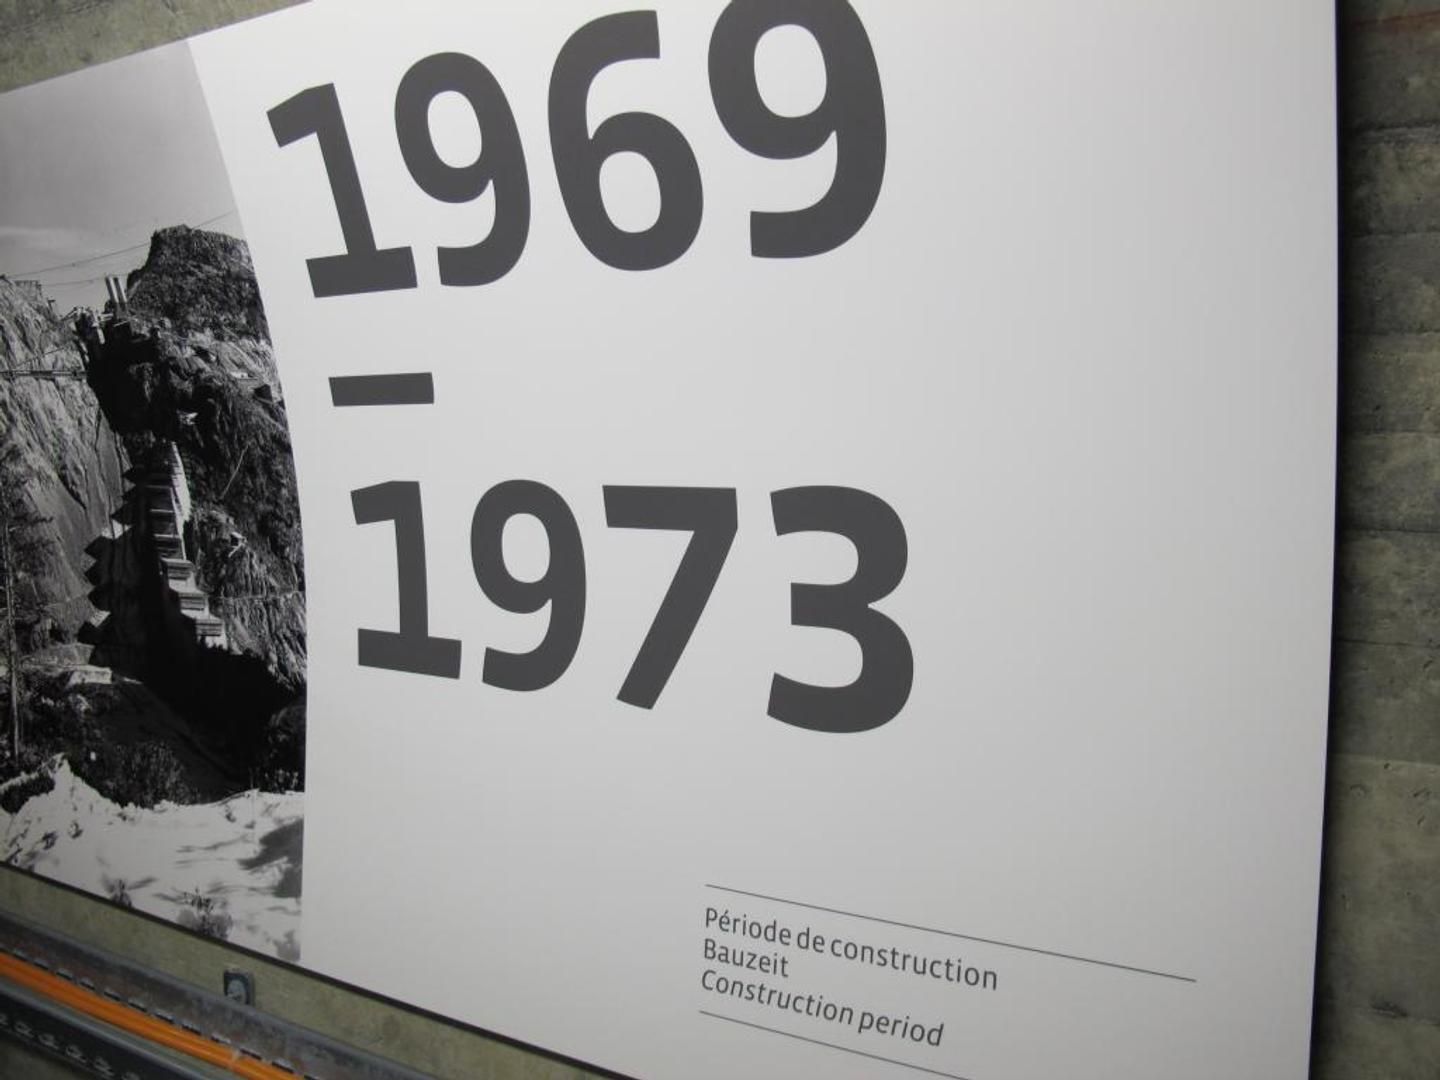 1969
–
1973
Période de construction
Bauzeit
Construction period